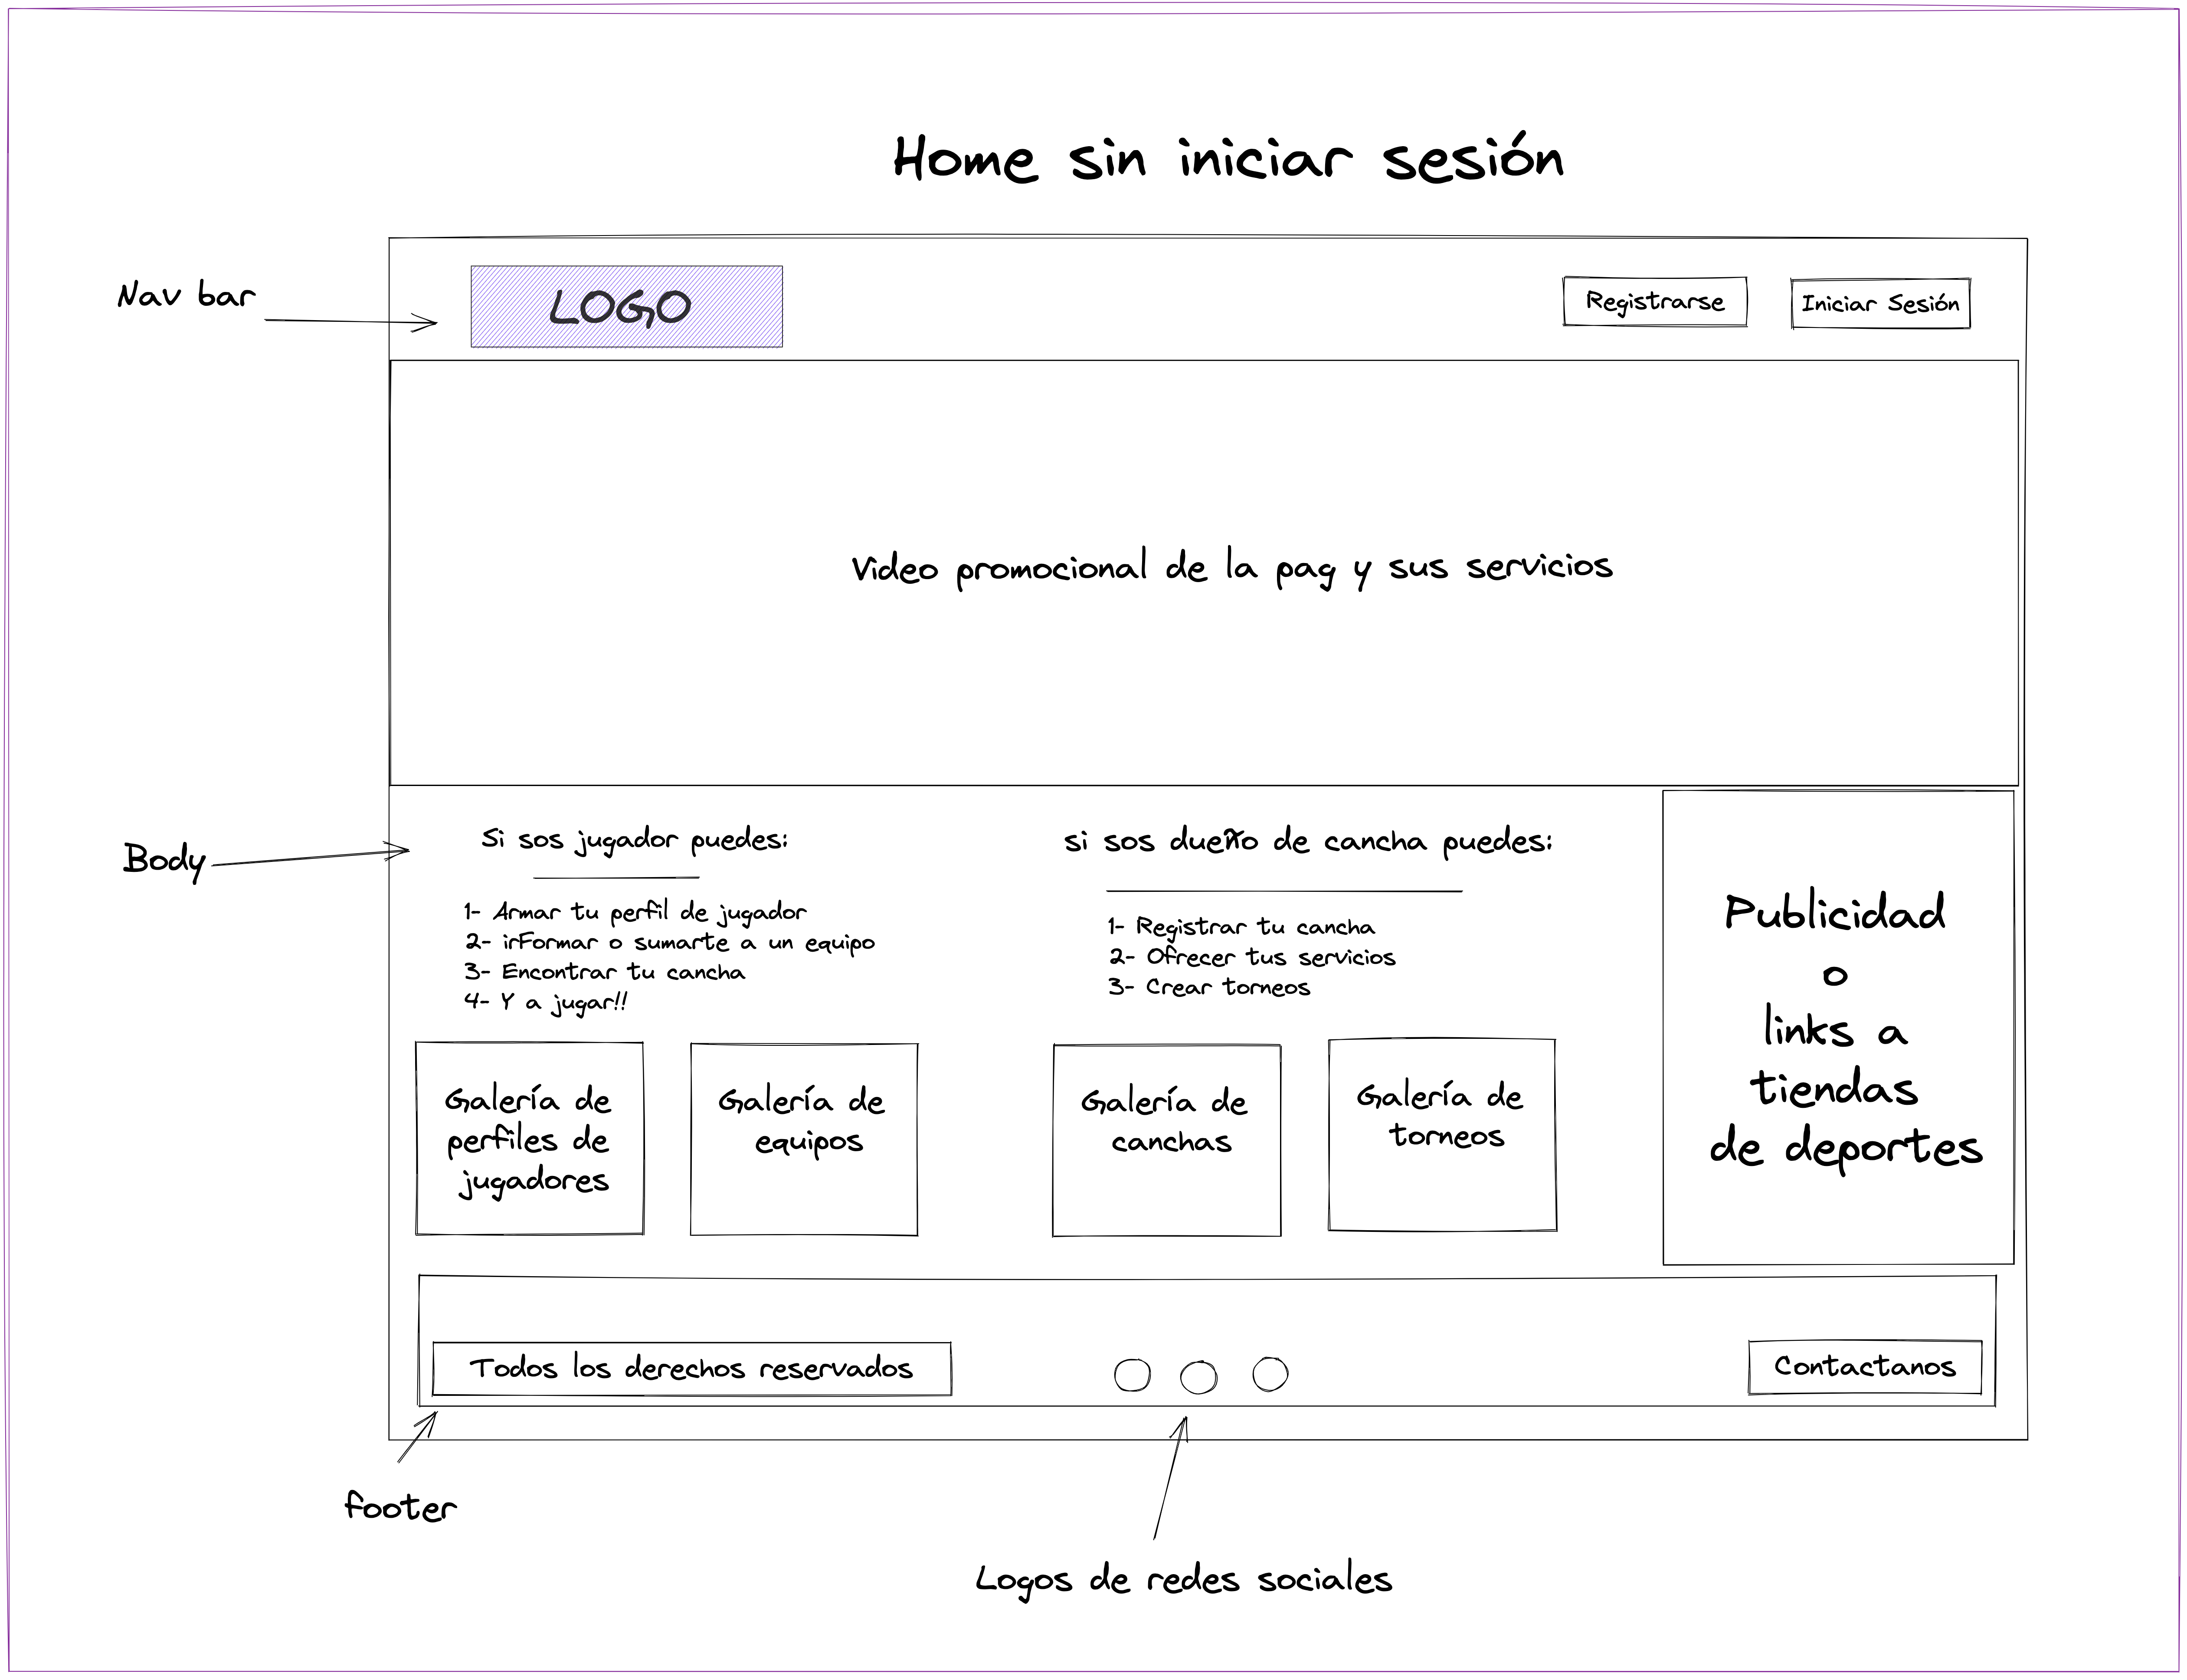 Home sin iniciar sesión
Nav bar
LOGO
Registrarse
Iniciar Sesión
Video promocional de la pag y sus servicios
Body
Si sos jugador puedes:
1- Armar tu perfil de jugador
2- irFormar o sumarte a un equipo
3- Encontrar tu cancha
4- Y a jugar!!
si sos dueño de cancha puedes:
1- Registrar tu cancha
2- Ofrecer tus servicios
3- Crear torneos
Publicidad
o
links a
tiendas
de deportes
Galería de
perfiles de
jugadores
Galería de
equipos
Galería de
canchas
Galería de
torneos
Todos los derechos reservados
Contactanos
footer
Logos de redes sociales